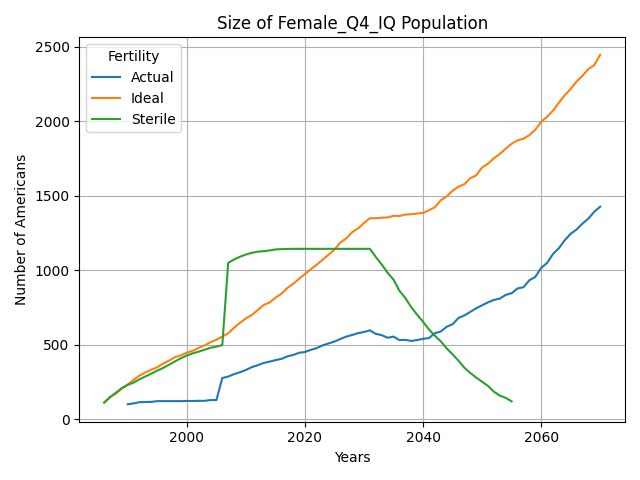 Size of Female_Q4_IQ Population
Fertility
Actual
Ideal
Sterile
Number of Americans
2500
2000
1500
1000
500
0
2000
2020
2040
2060
Years